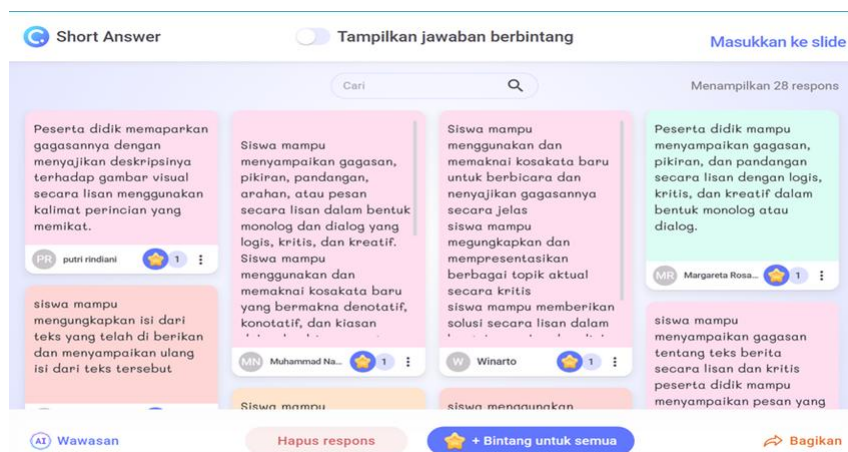 Short Answer
Tampilkan jawaban berbintang
Masukkan ke slide
Cari
Menampilkan 28 respons
Peserta didik memaparkan
gagasannya dengan
menyajikan deskripsinya
terhadap gambar visual
secara lisan menggunakan
kalimat perincian yang
memikat.
PR putri rindiani 1
siswa mampu
mengungkapkan isi dari
teks yang telah di berikan
dan menyampaikan ulang
isi dari teks tersebut
Siswa mampu
menyampaikan gagasan,
pikiran, pandangan,
arahan, atau pesan
secara lisan dalam bentuk
monolog dan dialog yang
logis, kritis, dan kreatif.
Siswa mampu
menggunakan dan
memaknai kosakata baru
yang bermakna denotatif,
konotatif, dan kiasan
MN Muhammad Na... 1
Siswa mampu
Siswa mampu
menggunakan dan
memaknai kosakata baru
untuk berbicara dan
nenyajikan gagasannya
secara jelas
siswa mampu
megungkapkan dan
mempresentasikan
berbagai topik aktual
secara kritis
siswa mampu memberikan
solusi secara lisan dalam
W Winarto 1
siswa menggunakan
Peserta didik mampu
menyampaikan gagasan,
pikiran, dan pandangan
secara lisan dengan logis,
kritis, dan kreatif dalam
bentuk monolog atau
dialog.
MR Margareta Rosa... 1
siswa mampu
menyampaikan gagasan
tentang teks berita
secara lisan dan kritis
peserta didik mampu
menyampaikan pesan yang
AI Wawasan
Hapus respons
+ Bintang untuk semua
Bagikan